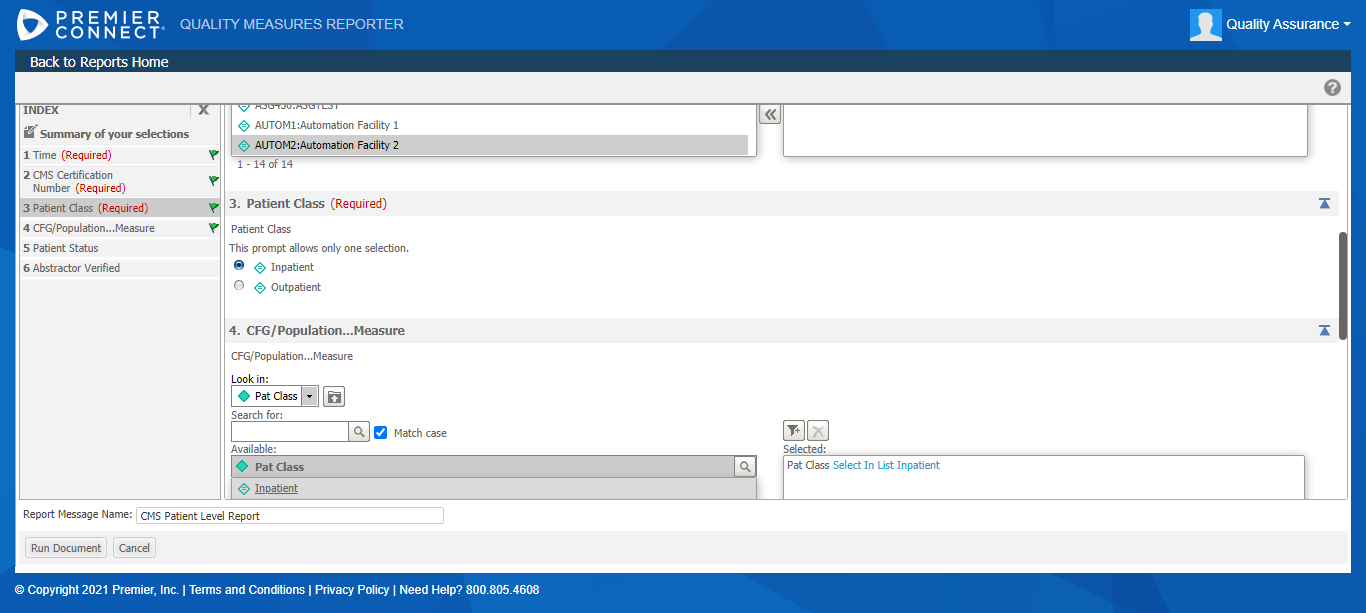 PREMIER
CONNECT
QUALITY MEASURES REPORTER
Quality Assurance
Back to Reports Home
?
INDEX
X
Summary of your selections
1 Time (Required)
2 CMS Certification
Number (Required)
3 Patient Class (Required)
4 CFG/Population...Measure
5 Patient Status
6 Abstractor Verified
ASG456:ASGTEST
AUTOM1:Automation Facility 1
AUTOM2:Automation Facility 2
1 - 14 of 14
3. Patient Class (Required)
Patient Class
This prompt allows only one selection.
Inpatient
Outpatient
4. CFG/Population...Measure
CFG/Population...Measure
Look in:
Pat Class
Search for:
Match case
Available:
Pat Class
Inpatient
Selected:
Pat Class Select In List Inpatient
Report Message Name: CMS Patient Level Report
Run Document Cancel
© Copyright 2021 Premier, Inc. | Terms and Conditions | Privacy Policy | Need Help? 800.805.4608